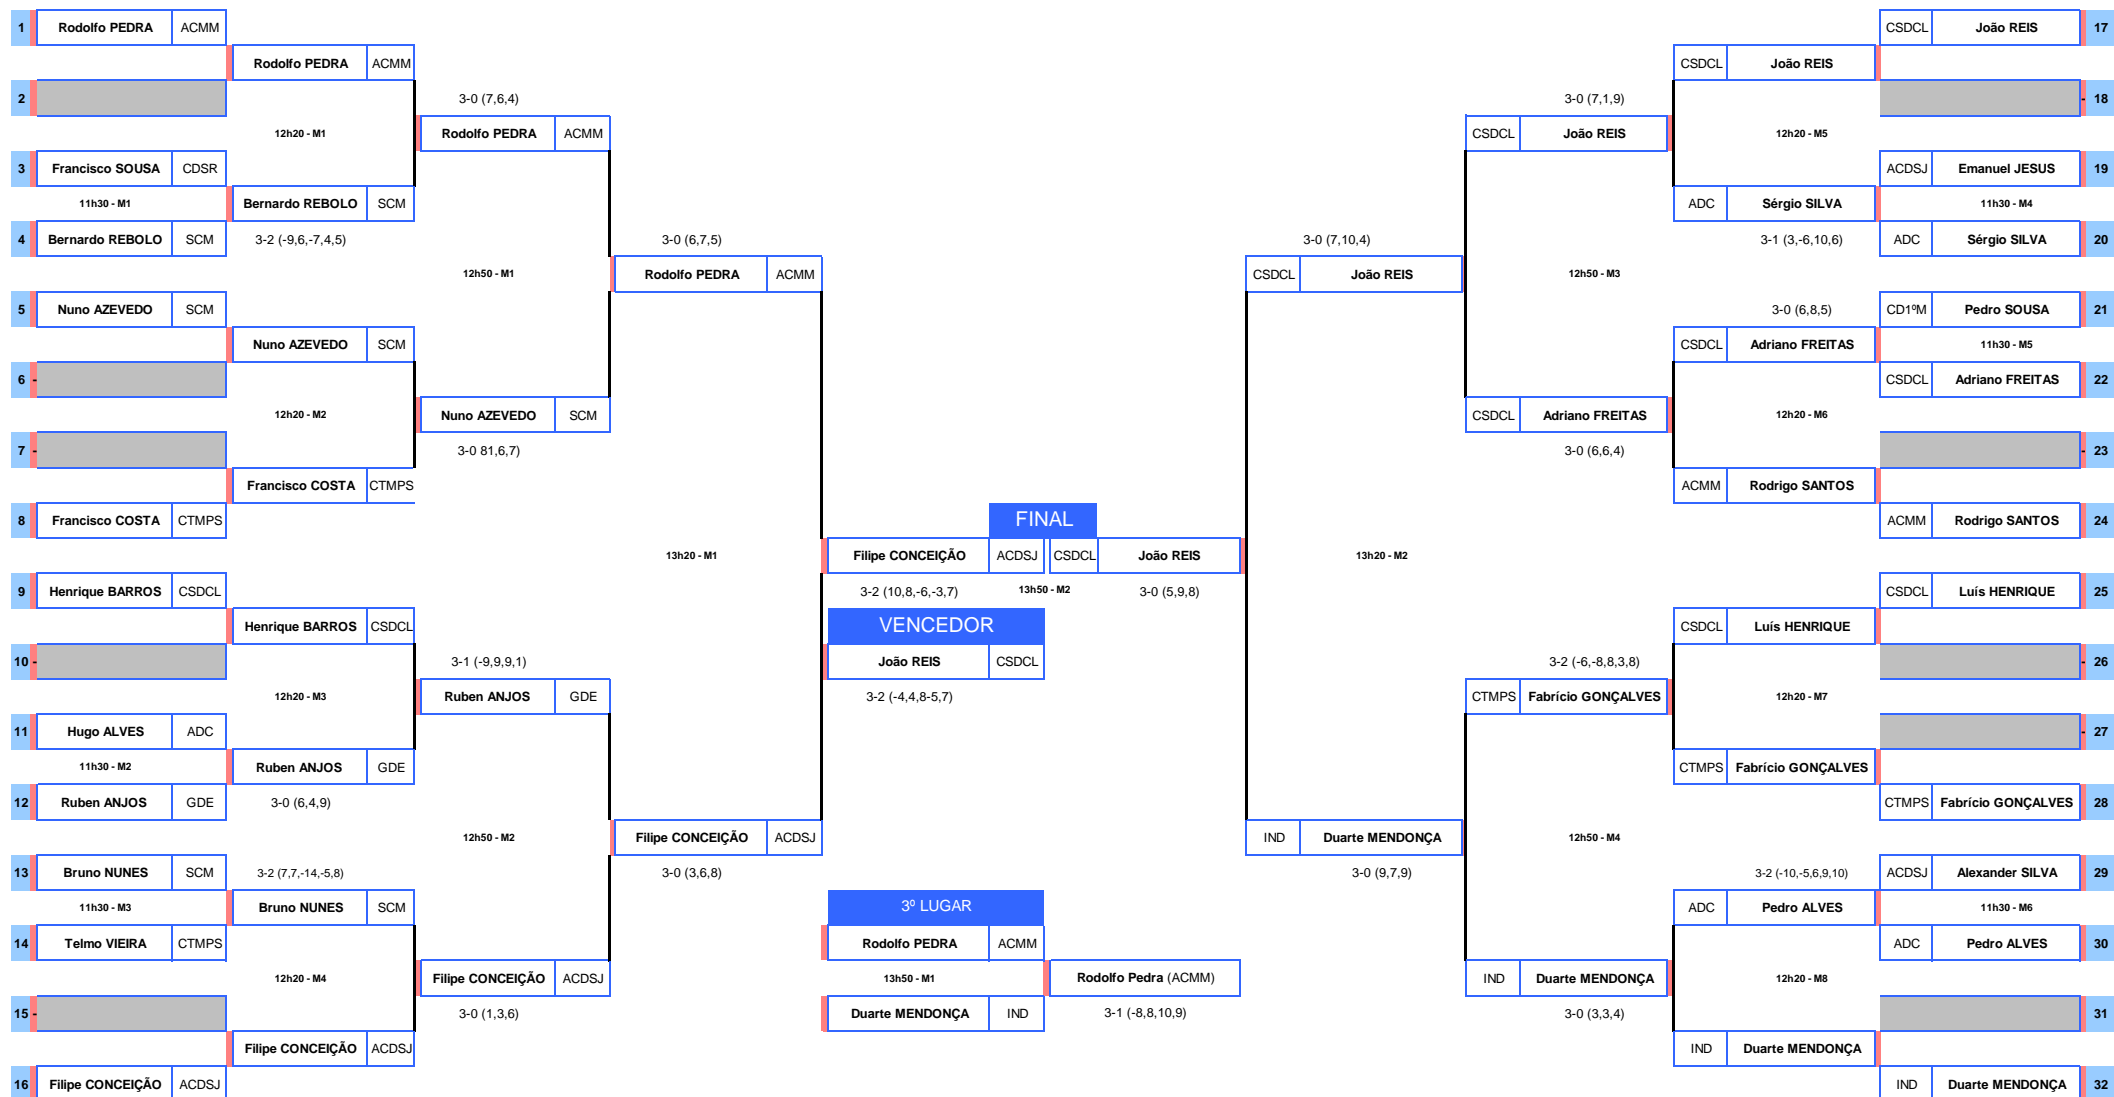 1 Rodolfo PEDRA ACMM CSDCL João REIS 17
Rodolfo PEDRA ACMM CSDCL João REIS
2 3-0 (7,6,4) 3-0 (7,1,9) - 18
12h20 - M1 Rodolfo PEDRA ACMM CSDCL João REIS 12h20 - M5
3 Francisco SOUSA CDSR ACDSJ Emanuel JESUS 19
11h30 - M1 Bernardo REBOLO SCM ADC Sérgio SILVA 11h30 - M4
4 Bernardo REBOLO SCM 3-2 (-9,6,-7,4,5) 3-0 (6,7,5) 3-0 (7,10,4) 3-1 (3,-6,10,6) ADC Sérgio SILVA 20
12h50 - M1 Rodolfo PEDRA ACMM CSDCL João REIS 12h50 - M3
5 Nuno AZEVEDO SCM 3-0 (6,8,5) CD1ºM Pedro SOUSA 21
Nuno AZEVEDO SCM CSDCL Adriano FREITAS 11h30 - M5
6 - CSDCL Adriano FREITAS 22
12h20 - M2 Nuno AZEVEDO SCM CSDCL Adriano FREITAS 12h20 - M6
7 - 3-0 81,6,7) 3-0 (6,6,4) - 23
Francisco COSTA CTMPS ACMM Rodrigo SANTOS
8 Francisco COSTA CTMPS FINAL ACMM Rodrigo SANTOS 24
13h20 - M1 Filipe CONCEIÇÃO ACDSJ CSDCL João REIS 13h20 - M2
9 Henrique BARROS CSDCL 3-2 (10,8,-6,-3,7) 13h50 - M2 3-0 (5,9,8) CSDCL Luís HENRIQUE 25
Henrique BARROS CSDCL VENCEDOR CSDCL Luís HENRIQUE
10 - 3-1 (-9,9,9,1) João REIS CSDCL 3-2 (-6,-8,8,3,8) - 26
12h20 - M3 Ruben ANJOS GDE 3-2 (-4,4,8-5,7) CTMPS Fabrício GONÇALVES 12h20 - M7
11 Hugo ALVES ADC - 27
11h30 - M2 Ruben ANJOS GDE CTMPS Fabrício GONÇALVES
12 Ruben ANJOS GDE 3-0 (6,4,9) CTMPS Fabrício GONÇALVES 28
12h50 - M2 Filipe CONCEIÇÃO ACDSJ IND Duarte MENDONÇA 12h50 - M4
13 Bruno NUNES SCM 3-2 (7,7,-14,-5,8) 3-0 (3,6,8) 3-0 (9,7,9) 3-2 (-10,-5,6,9,10) ACDSJ Alexander SILVA 29
11h30 - M3 Bruno NUNES SCM 3º LUGAR ADC Pedro ALVES 11h30 - M6
14 Telmo VIEIRA CTMPS Rodolfo PEDRA ACMM ADC Pedro ALVES 30
12h20 - M4 Filipe CONCEIÇÃO ACDSJ 13h50 - M1 Rodolfo Pedra (ACMM) IND Duarte MENDONÇA 12h20 - M8
15 - 3-0 (1,3,6) Duarte MENDONÇA IND 3-1 (-8,8,10,9) 3-0 (3,3,4) 31
Filipe CONCEIÇÃO ACDSJ IND Duarte MENDONÇA
16 Filipe CONCEIÇÃO ACDSJ IND Duarte MENDONÇA 32